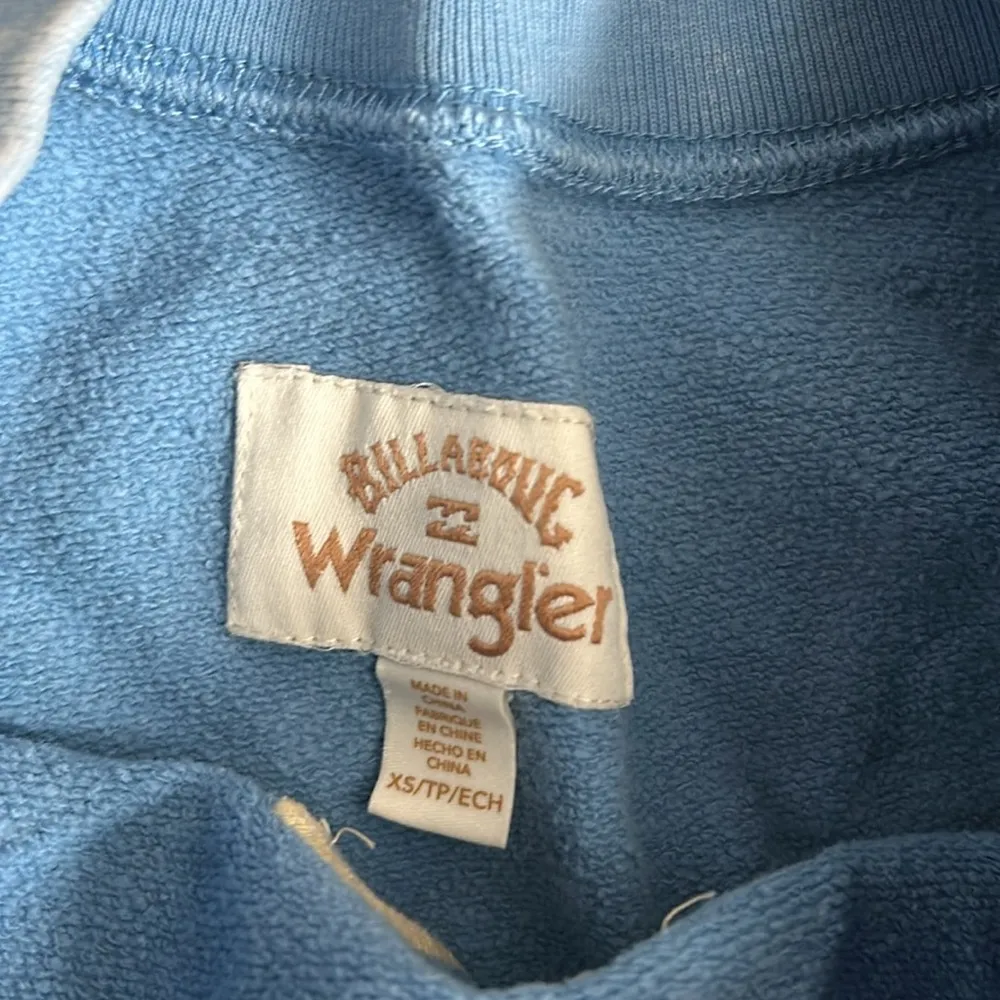 BILLABONG
Wrangler
MADE IN
CHINA
FABRIQUE
EN CHINE
HECHO EN
CHINA
XS/TP/ECH